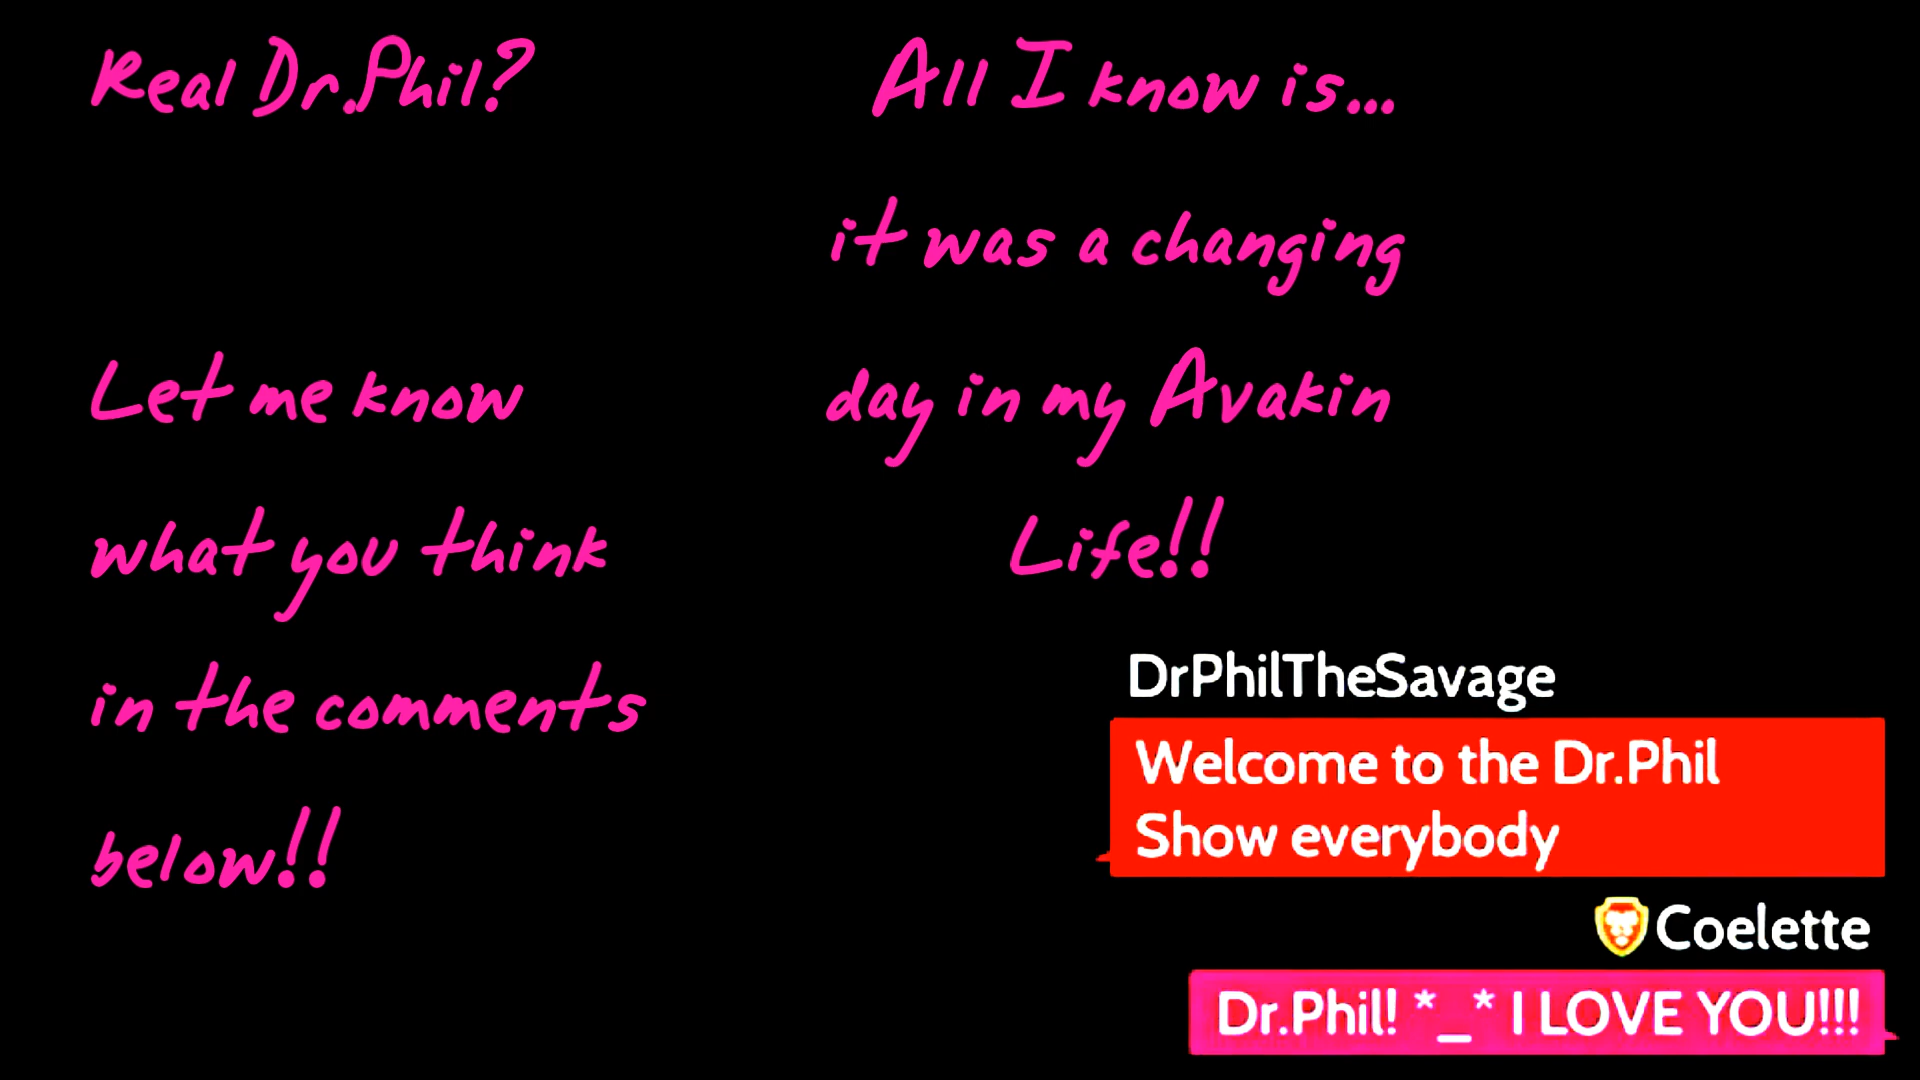 Real Dr.Phil?
Let me know
what you think
in the comments
below!!
All I know is...
it was a changing
day in my Avakin
Life!!
DrPhilTheSavage
Welcome to the Dr.Phil
Show everybody
Coelette
Dr.Phil! *_* I LOVE YOU!!!